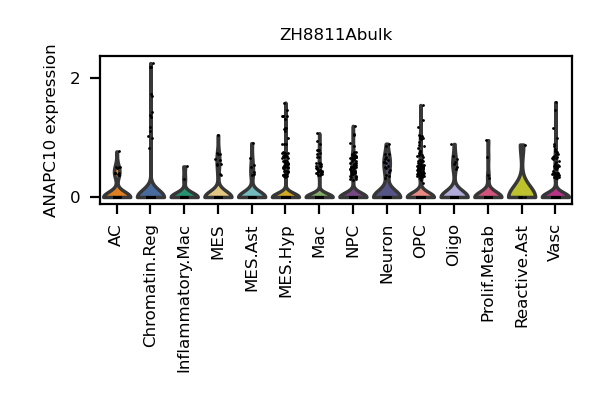 ZH8811Abulk
ANAPC10 expression
2
0
AC
Chromatin.Reg
Inflammatory.Mac
MES
MES.Ast
MES.Hyp
Mac
NPC
Neuron
OPC
Oligo
Prolif.Metab
Reactive.Ast
Vasc